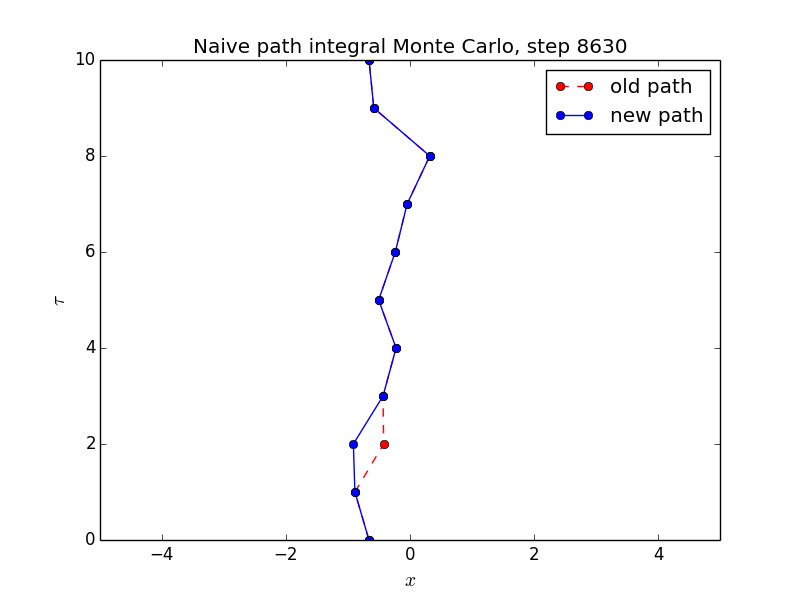 Naive path integral Monte Carlo, step 8630
old path
new path
10
8
6
4
2
0
τ
−4 −2 0 2 4
x